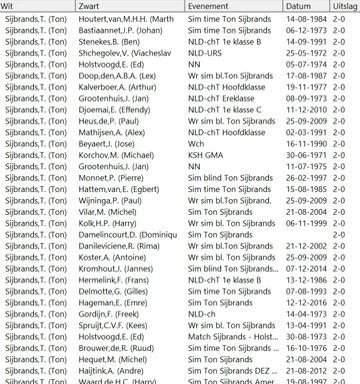 Wit Zwart Evenement Datum Uitslag
Sijbrands,T. (Ton) Houtert,van,M.H.H. (Marth Sim time Ton Sijbrands 14-08-1984 2-0
Sijbrands,T. (Ton) Bastiaannet,J.P. (Johan) Sim time Ton Sijbrands 06-12-1973 2-0
Sijbrands,T. (Ton) Stenekes,B. (Ben) NLD-chT 1e klasse B 14-09-1991 2-0
Sijbrands,T. (Ton) Shchegolev,V. (Viacheslav NLD-URS 25-05-1972 2-0
Sijbrands,T. (Ton) Holstvoogd,E. (Ed) NN 05-07-1974 2-0
Sijbrands,T. (Ton) Doop,den,A.B.A. (Lex) Wr sim bl.Ton Sijbrands 17-08-1987 2-0
Sijbrands,T. (Ton) Kalverboer,A. (Arthur) NLD-chT Hoofdklasse 19-11-1977 2-0
Sijbrands,T. (Ton) Grootenhuis,J. (Jan) NLD-chT Ereklasse 08-09-1973 2-0
Sijbrands,T. (Ton) Djoemai,E. (Effendy) NLD-chT 1e klasse C 11-12-2010 2-0
Sijbrands,T. (Ton) Heus,de,P. (Paul) Wr sim bl. Ton Sijbrands 25-09-2009 2-0
Sijbrands,T. (Ton) Mathijsen,A. (Alex) NLD-chT Hoofdklasse 02-03-1991 2-0
Sijbrands,T. (Ton) Beyaert,J. (Jose) Wch 16-11-1990 2-0
Sijbrands,T. (Ton) Korchov,M. (Michael) KSH GMA 30-06-1971 2-0
Sijbrands,T. (Ton) Grootenhuis,J. (Jan) NN 11-07-1975 2-0
Sijbrands,T. (Ton) Monnet,P. (Pierre) Sim blind Ton Sijbrands 26-02-1997 2-0
Sijbrands,T. (Ton) Hattem,van,E. (Egbert) Sim time Ton Sijbrands 15-08-1985 2-0
Sijbrands,T. (Ton) Wijninga,P. (Paul) Wr sim bl.Ton Sijbrand. 25-09-2009 2-0
Sijbrands,T. (Ton) Vilar,M. (Michel) Sim Ton Sijbrands 21-08-2004 2-0
Sijbrands,T. (Ton) Kolk,H.P. (Harry) Wr sim bl. Ton Sijbrands 06-11-1999 2-0
Sijbrands,T. (Ton) Damelincourt,D. (Dominiqu Sim Ton Sijbrands 2-0
Sijbrands,T. (Ton) Danileviciene,R. (Rima) Wr sim bl.Ton Sijbrands 21-12-2002 2-0
Sijbrands,T. (Ton) Koster,A. (Antoine) Wr sim bl.Ton Sijbrands 25-09-2009 2-0
Sijbrands,T. (Ton) Kromhout,J. (Jannes) Sim blind Ton Sijbrands... 07-12-2014 2-0
Sijbrands,T. (Ton) Hermelink,F. (Frans) NLD-chT 1e klasse B 13-12-1986 2-0
Sijbrands,T. (Ton) Delmotte,G. (Gilles) Sim time Ton Sijbrands 07-08-1993 2-0
Sijbrands,T. (Ton) Hageman,E. (Emre) Sim Ton Sijbrands 12-12-2016 2-0
Sijbrands,T. (Ton) Gordijn,F. (Freek) NLD-ch 14-04-1973 2-0
Sijbrands,T. (Ton) Spruijt,C.V.F. (Kees) Wr sim bl. Ton Sijbrands 13-04-1991 2-0
Sijbrands,T. (Ton) Holstvoogd,E. (Ed) Match Sijbrands - Holst... 30-08-1973 2-0
Sijbrands,T. (Ton) Brouwer,de,R. (Ruud) Sim time Ton Sijbrands ... 16-10-1976 2-0
Sijbrands,T. (Ton) Hequet,M. (Michel) Sim Ton Sijbrands 21-08-2004 2-0
Sijbrands,T. (Ton) Haijtink,A. (Andre) Sim Ton Sijbrands DEZ ... 21-08-2012 2-0
Sijbrands,T. (Ton) Waard,de,H.C. (Harry) Sim Ton Sijbrands Amer... 19-08-1997 2-0